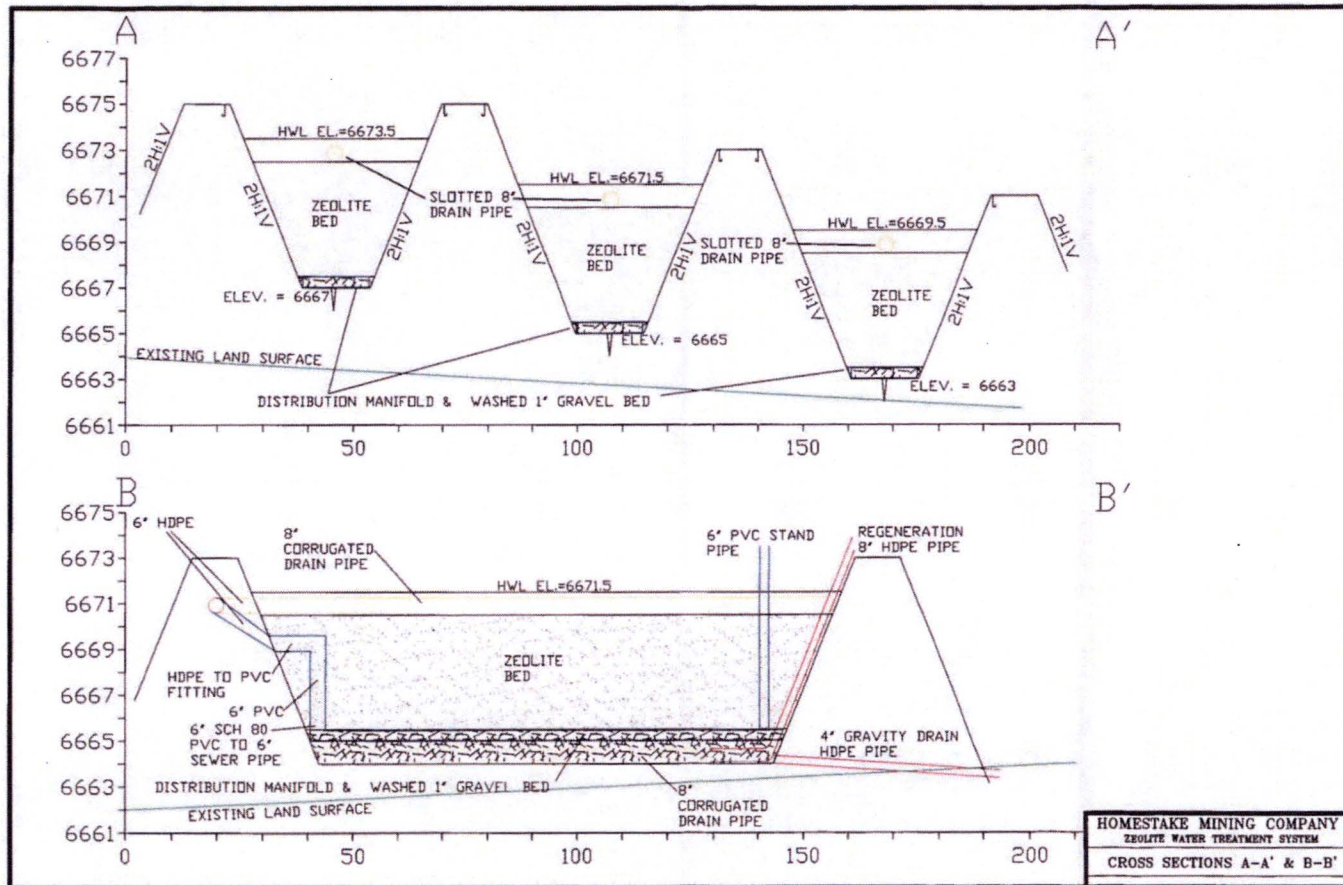 A
A'
6677
6675
6673
6671
6669
6667
6665
6663
6661
2H:1V
HWL EL.=6673.5
2H:1V
ZEOLITE
BED
2H:1V
SLOTTED 8"
DRAIN PIPE
ELEV. = 6667
HWL EL.=6671.5
2H:1V
ZEOLITE
BED
2H:1V
ELEV. = 6665
HWL EL.=6669.5
SLOTTED 8"
DRAIN PIPE
2H:1V
ZEOLITE
BED
2H:1V
2H:1V
ELEV. = 6663
EXISTING LAND SURFACE
DISTRIBUTION MANIFOLD & WASHED 1" GRAVEL BED
0
50
100
150
200
B
B'
6675
6673
6671
6669
6667
6665
6663
6661
6" HDPE
8"
CORRUGATED
DRAIN PIPE
6" PVC STAND
PIPE
REGENERATION
8" HDPE PIPE
HWL EL.=6671.5
ZEOLITE
BED
HDPE TO PVC
FITTING
6" PVC
6" SCH 80
PVC TO 6"
SEWER PIPE
4" GRAVITY DRAIN
HDPE PIPE
DISTRIBUTION MANIFOLD & WASHED 1" GRAVEL BED
8"
CORRUGATED
DRAIN PIPE
EXISTING LAND SURFACE
0
50
100
150
200
HOMESTAKE MINING COMPANY
ZEOLITE WATER TREATMENT SYSTEM
CROSS SECTIONS A-A' & B-B'